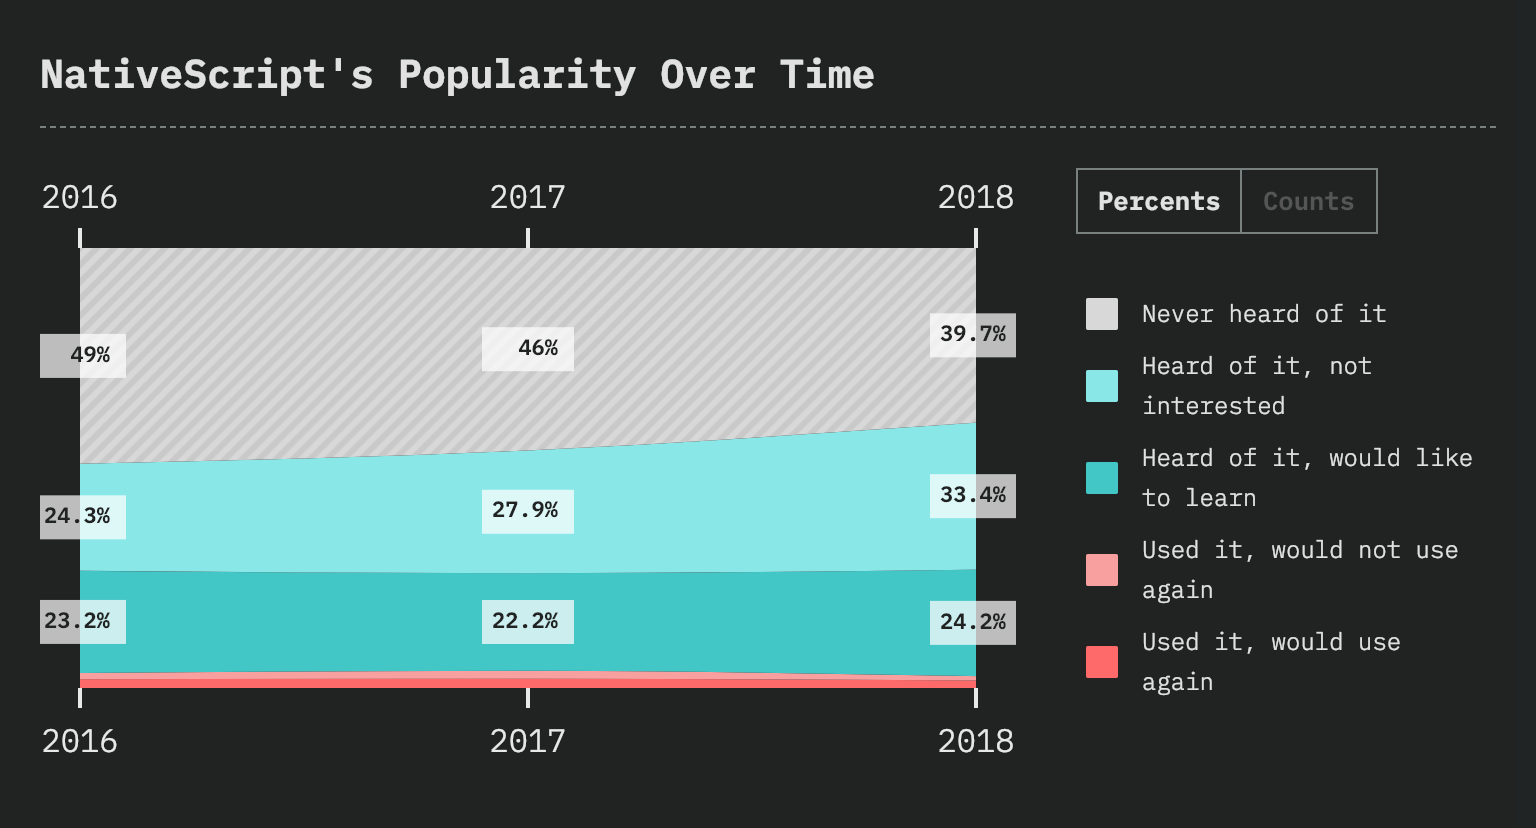 NativeScript's Popularity Over Time
2016 2017 2018
Percents Counts
49% 46% 39.7%
24.3% 27.9% 33.4%
23.2% 22.2% 24.2%
2016 2017 2018
Never heard of it
Heard of it, not
interested
Heard of it, would like
to learn
Used it, would not use
again
Used it, would use
again